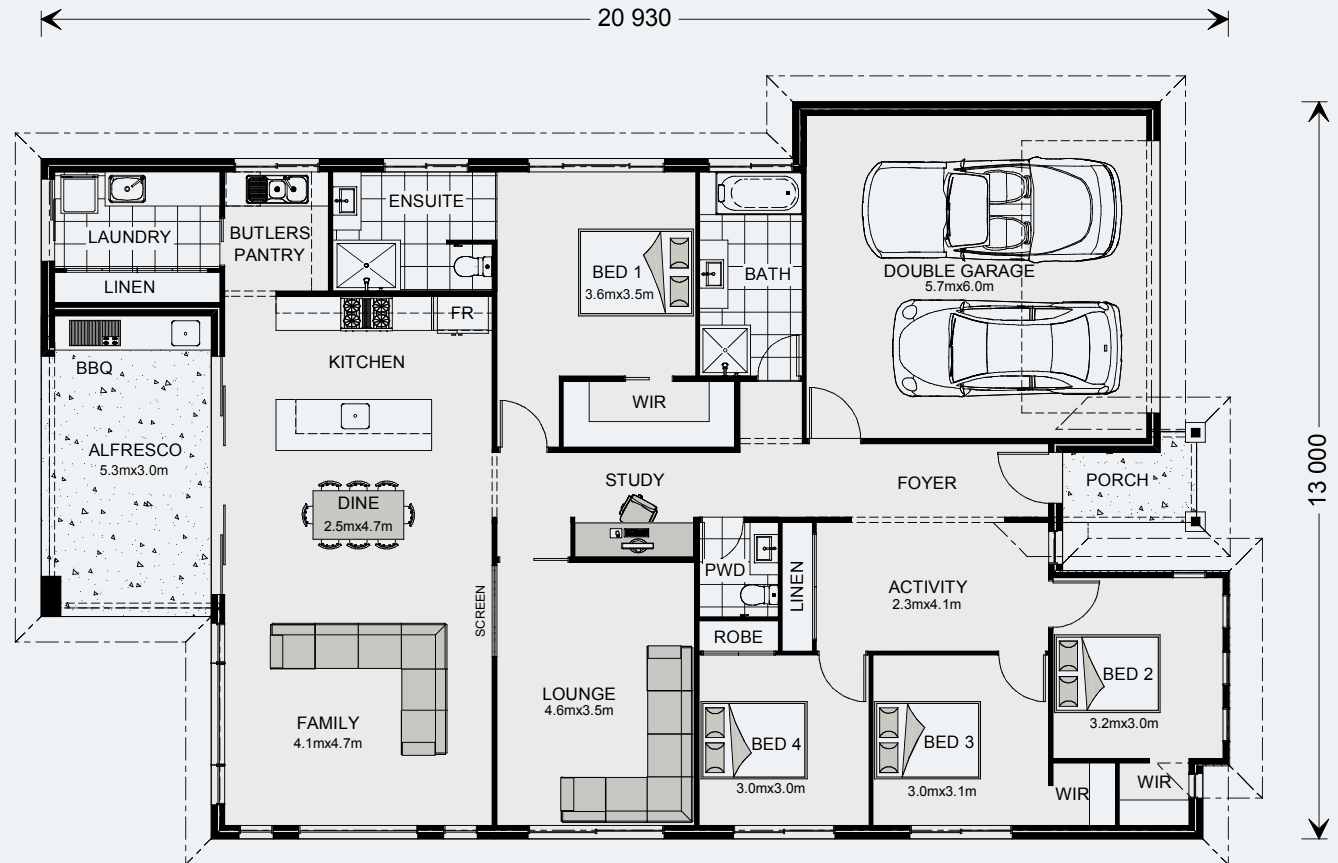 20 930
LAUNDRY
LINEN
BUTLERS
PANTRY
ENSUITE
BED 1
3.6mx3.5m
BATH
DOUBLE GARAGE
5.7mx6.0m
BBQ
FR
KITCHEN
WIR
ALFRESCO
5.3mx3.0m
DINE
2.5mx4.7m
STUDY
FOYER
PORCH
13 000
SCREEN
PWD
LINEN
ACTIVITY
2.3mx4.1m
ROBE
FAMILY
4.1mx4.7m
LOUNGE
4.6mx3.5m
BED 4
3.0mx3.0m
BED 3
3.0mx3.1m
BED 2
3.2mx3.0m
WIR
WIR